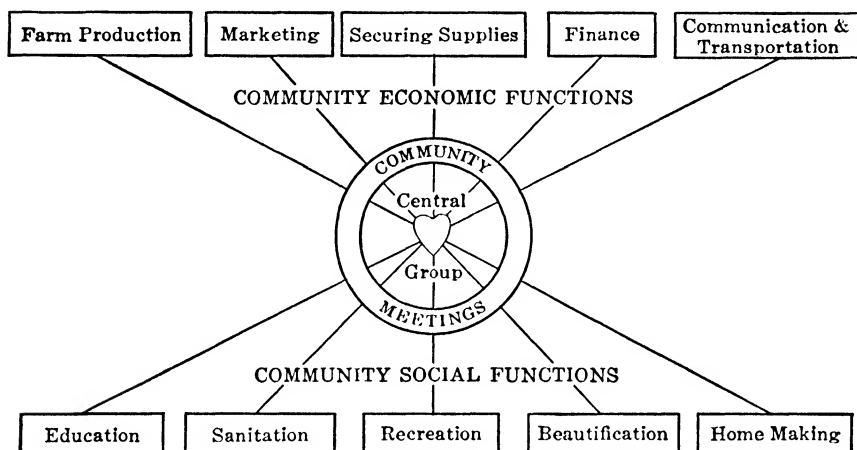 Farm Production
Marketing
Securing Supplies
Finance
Communication &
Transportation
COMMUNITY ECONOMIC FUNCTIONS
COMMUNITY
Central
Group
MEETINGS
COMMUNITY SOCIAL FUNCTIONS
Education
Sanitation
Recreation
Beautification
Home Making